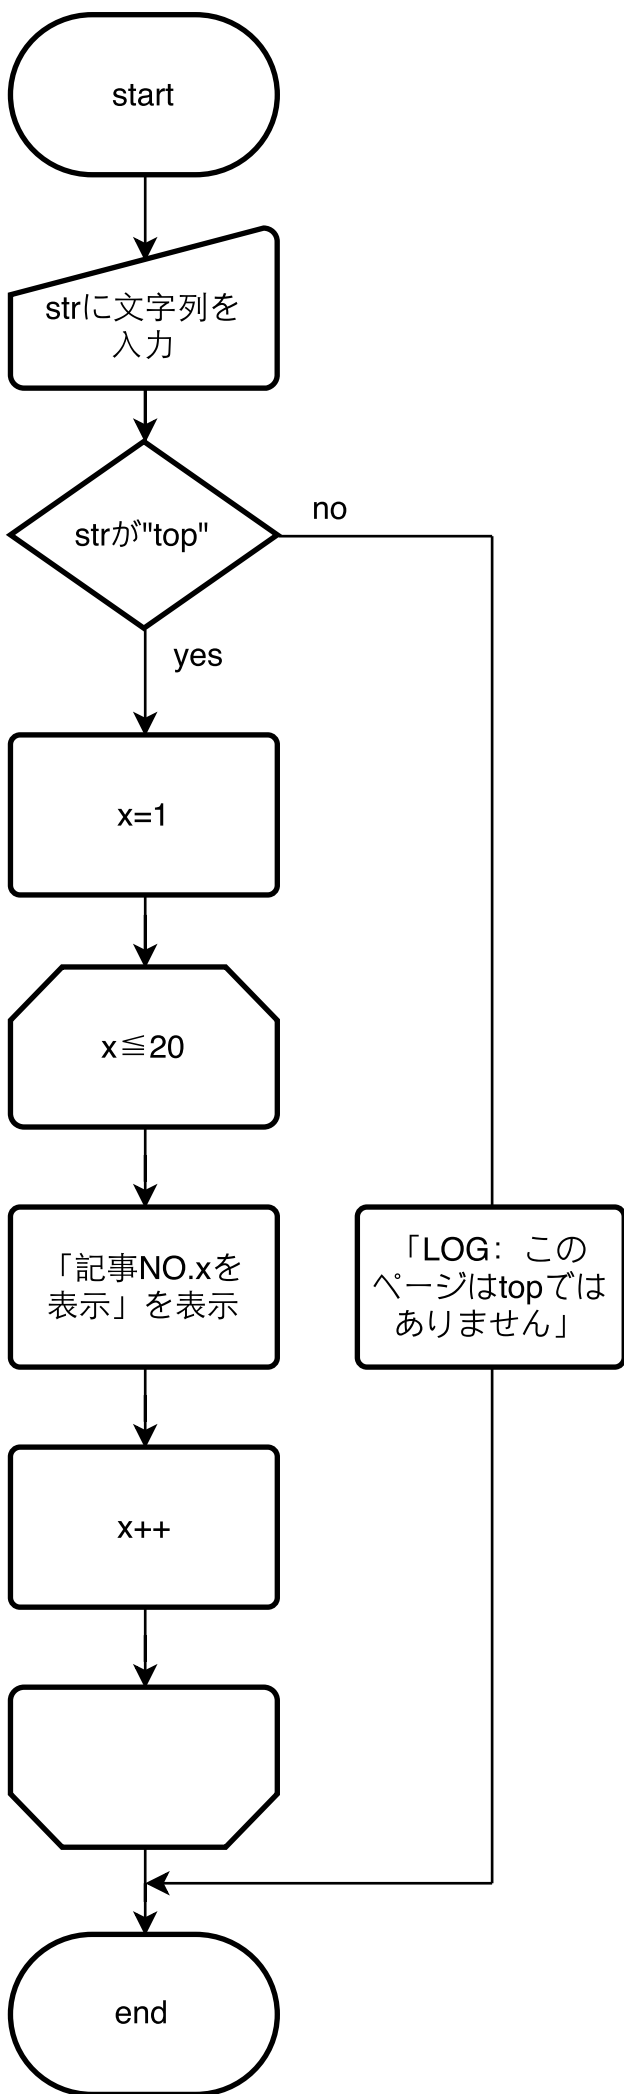 start
strに文字列を
入力
strが"top"
no
yes
x=1
x≦20
「記事NO.xを
表示」を表示
「LOG：この
ページはtopでは
ありません」
x++
end